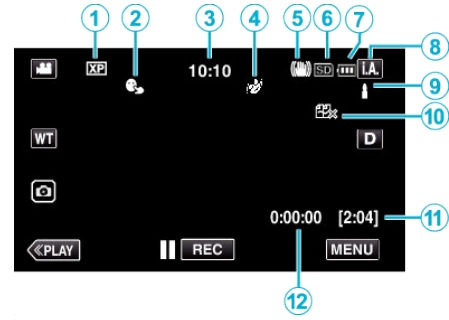 1 2 3 4 5 6 7
XP 10:10 SD I.A. 8
9
10
WT D
0:00:00 [2:04] 11
≪PLAY REC MENU
12